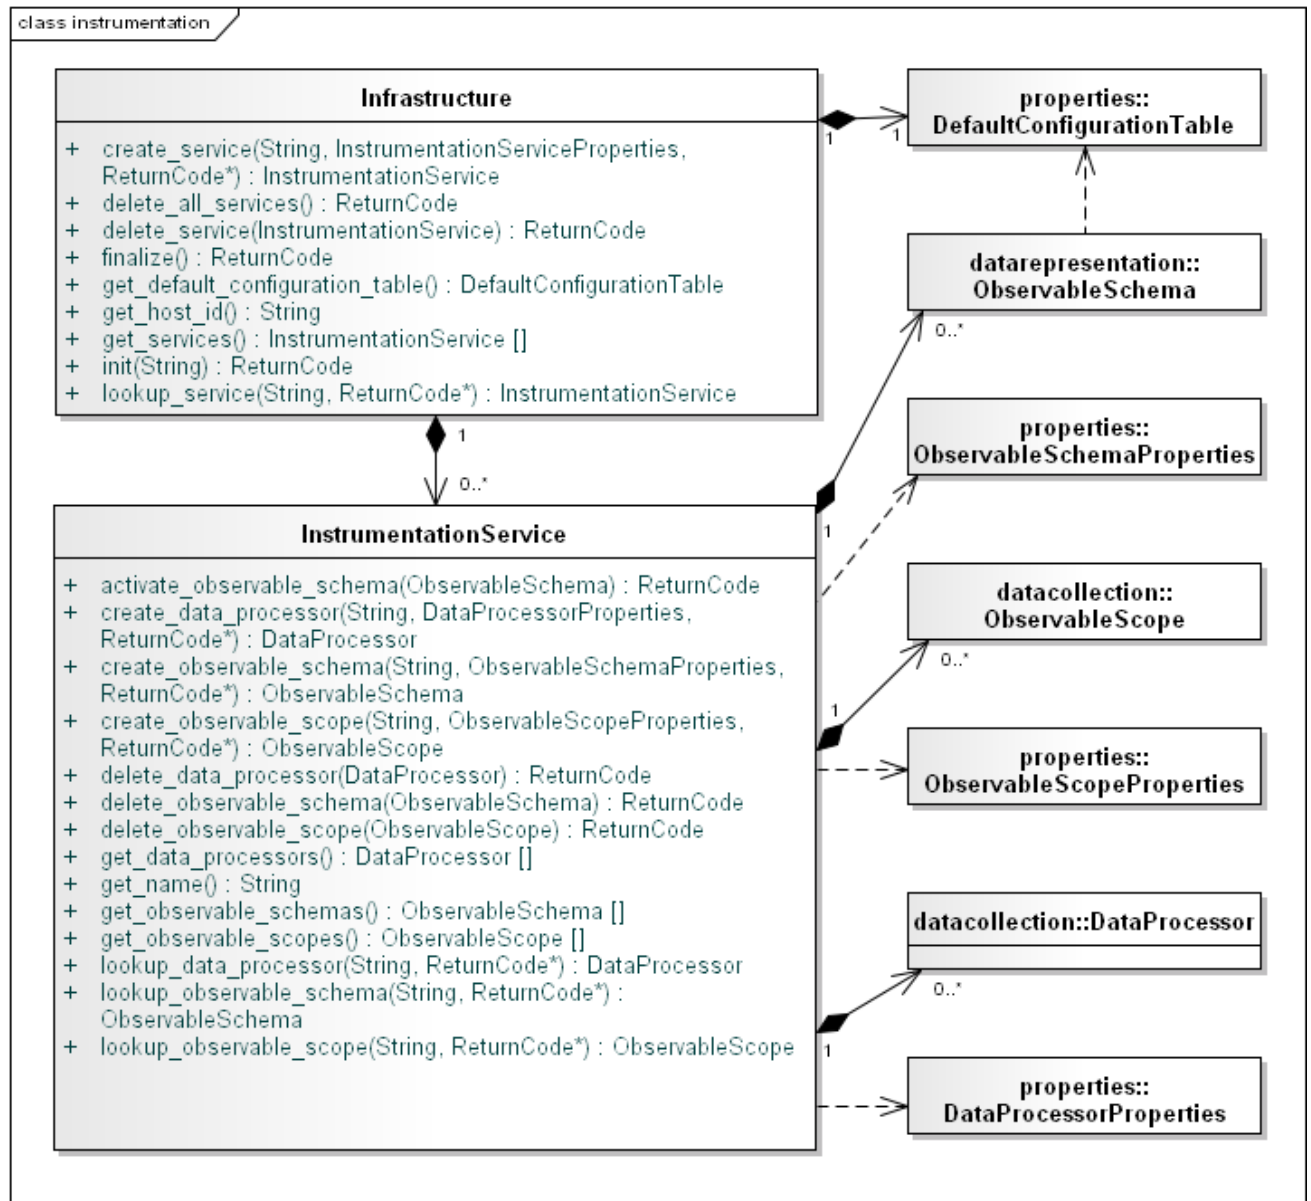 class instrumentation
Infrastructure
+ create_service(String, InstrumentationServiceProperties,
ReturnCode*) : InstrumentationService
+ delete_all_services() : ReturnCode
+ delete_service(InstrumentationService) : ReturnCode
+ finalize() : ReturnCode
+ get_default_configuration_table() : DefaultConfigurationTable
+ get_host_id() : String
+ get_services() : InstrumentationService []
+ init(String) : ReturnCode
+ lookup_service(String, ReturnCode*) : InstrumentationService
1
1
properties::
DefaultConfigurationTable
datarepresentation::
ObservableSchema
0..*
1
0..*
properties::
ObservableSchemaProperties
InstrumentationService
+ activate_observable_schema(ObservableSchema) : ReturnCode
+ create_data_processor(String, DataProcessorProperties,
ReturnCode*) : DataProcessor
+ create_observable_schema(String, ObservableSchemaProperties,
ReturnCode*) : ObservableSchema
+ create_observable_scope(String, ObservableScopeProperties,
ReturnCode*) : ObservableScope
+ delete_data_processor(DataProcessor) : ReturnCode
+ delete_observable_schema(ObservableSchema) : ReturnCode
+ delete_observable_scope(ObservableScope) : ReturnCode
+ get_data_processors() : DataProcessor []
+ get_name() : String
+ get_observable_schemas() : ObservableSchema []
+ get_observable_scopes() : ObservableScope []
+ lookup_data_processor(String, ReturnCode*) : DataProcessor
+ lookup_observable_schema(String, ReturnCode*) :
ObservableSchema
+ lookup_observable_scope(String, ReturnCode*) : ObservableScope
1
datacollection::
ObservableScope
0..*
1
properties::
ObservableScopeProperties
datacollection::DataProcessor
0..*
1
properties::
DataProcessorProperties